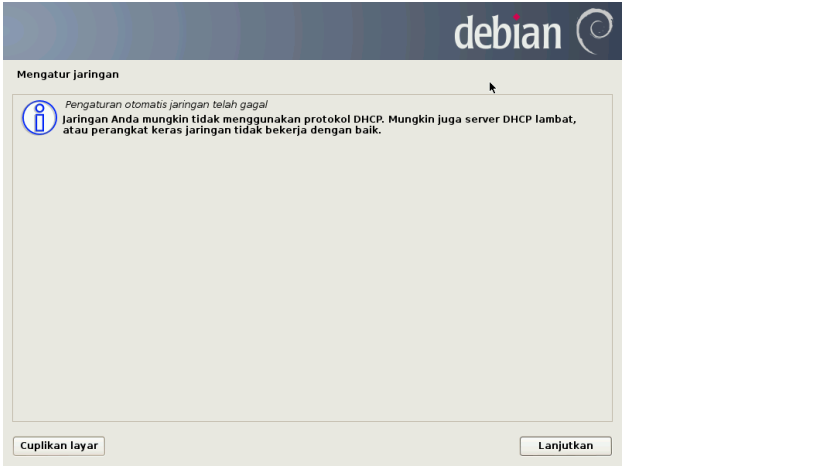 debian
Mengatur jaringan
Pengaturan otomatis jaringan telah gagal
Jaringan Anda mungkin tidak menggunakan protokol DHCP. Mungkin juga server DHCP lambat,
atau perangkat keras jaringan tidak bekerja dengan baik.
Cuplikan layar
Lanjutkan